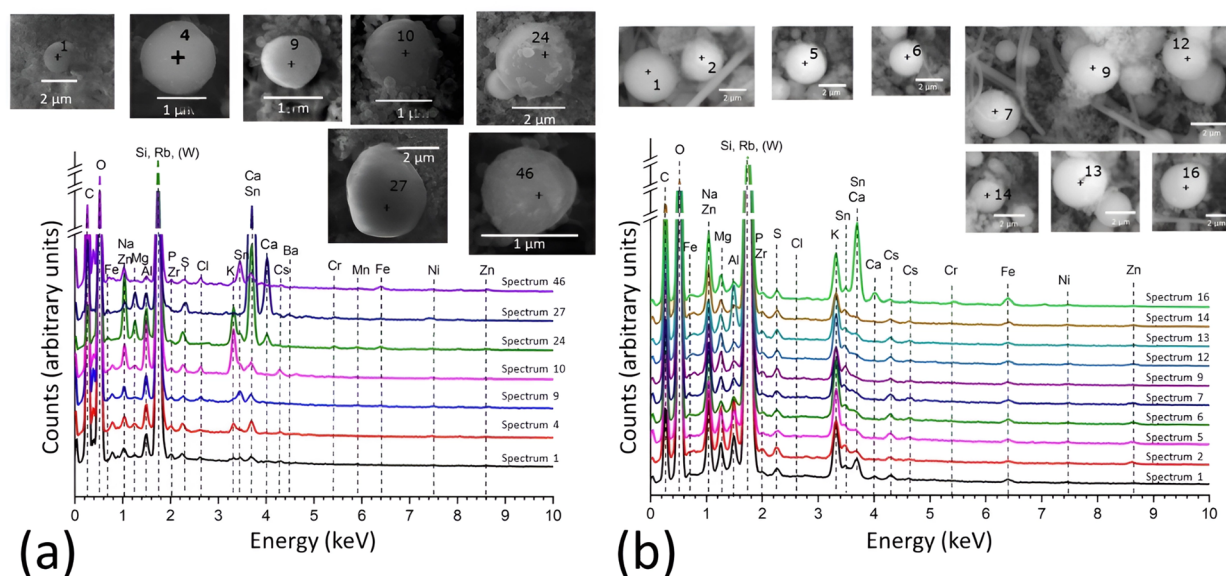 1
2 μm
4
1 μm
9
1 μm
10
1 μm
24
2 μm
27
2 μm
46
1 μm
Counts (arbitrary units)
C
O
Fe
Na
Zn
Mg
Al
Si, Rb, (W)
P
Zr
S
Cl
K
Sn
Ca
Sn
Ca
Cs
Ba
Cr
Mn
Fe
Ni
Zn
Spectrum 46
Spectrum 27
Spectrum 24
Spectrum 10
Spectrum 9
Spectrum 4
Spectrum 1
0 1 2 3 4 5 6 7 8 9 10
Energy (keV)
(a)
1
2
2 μm
5
2 μm
6
2 μm
7
9
12
2 μm
14
2 μm
13
2 μm
16
2 μm
Counts (arbitrary units)
C
O
Fe
Na
Zn
Mg
Al
Si, Rb, (W)
P
Zr
S
Cl
K
Sn
Sn
Ca
Ca
Cs
Cs
Cr
Fe
Ni
Zn
Spectrum 16
Spectrum 14
Spectrum 13
Spectrum 12
Spectrum 9
Spectrum 7
Spectrum 6
Spectrum 5
Spectrum 2
Spectrum 1
0 1 2 3 4 5 6 7 8 9 10
Energy (keV)
(b)